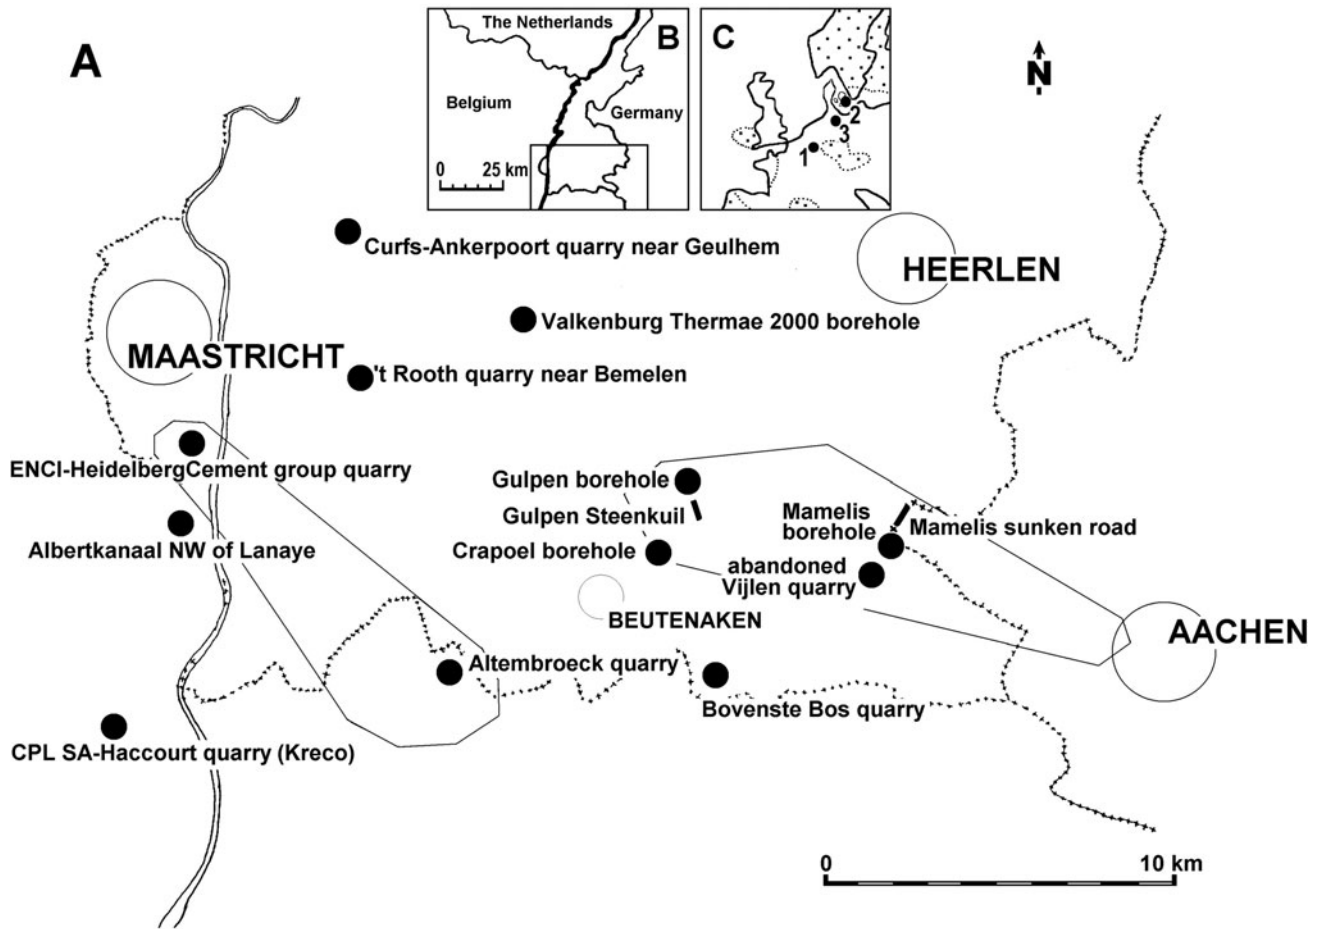 A
The Netherlands
B
Belgium
Germany
0 25 km
C
2
3
1
N
Curfs-Ankerpoort quarry near Geulhem
HEERLEN
Valkenburg Thermae 2000 borehole
MAASTRICHT
't Rooth quarry near Bemelen
ENCI-HeidelbergCement group quarry
Gulpen borehole
Gulpen Steenkuil
Mamelis
borehole
Mamelis sunken road
Albertkanaal NW of Lanaye
Crapoel borehole
abandoned
Vijlen quarry
BEUTENAKEN
AACHEN
Altembroeck quarry
Bovenste Bos quarry
CPL SA-Haccourt quarry (Kreco)
0 10 km